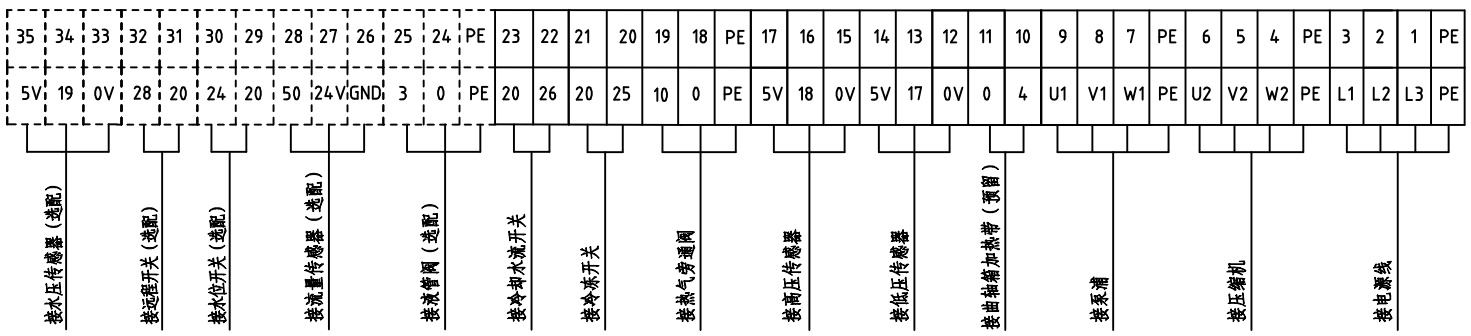 35 34 33 32 31 30 29 28 27 26 25 24 PE 23 22 21 20 19 18 PE 17 16 15 14 13 12 11 10 9 8 7 PE 6 5 4 PE 3 2 1 PE
5V 19 0V 28 20 24 20 50 24V GND 3 0 PE 20 26 20 25 10 0 PE 5V 18 0V 5V 17 0V 0 4 U1 V1 W1 PE U2 V2 W2 PE L1 L2 L3 PE
接水压传感器(选配)
接远程开关(选配)
接水位开关(选配)
接流量传感器(选配)
接液管阀(选配)
接冷却水流开关
接冷冻开关
接热气旁通阀
接高压传感器
接低压传感器
接曲轴箱加热带(预留)
接泵浦
接压缩机
接电源线